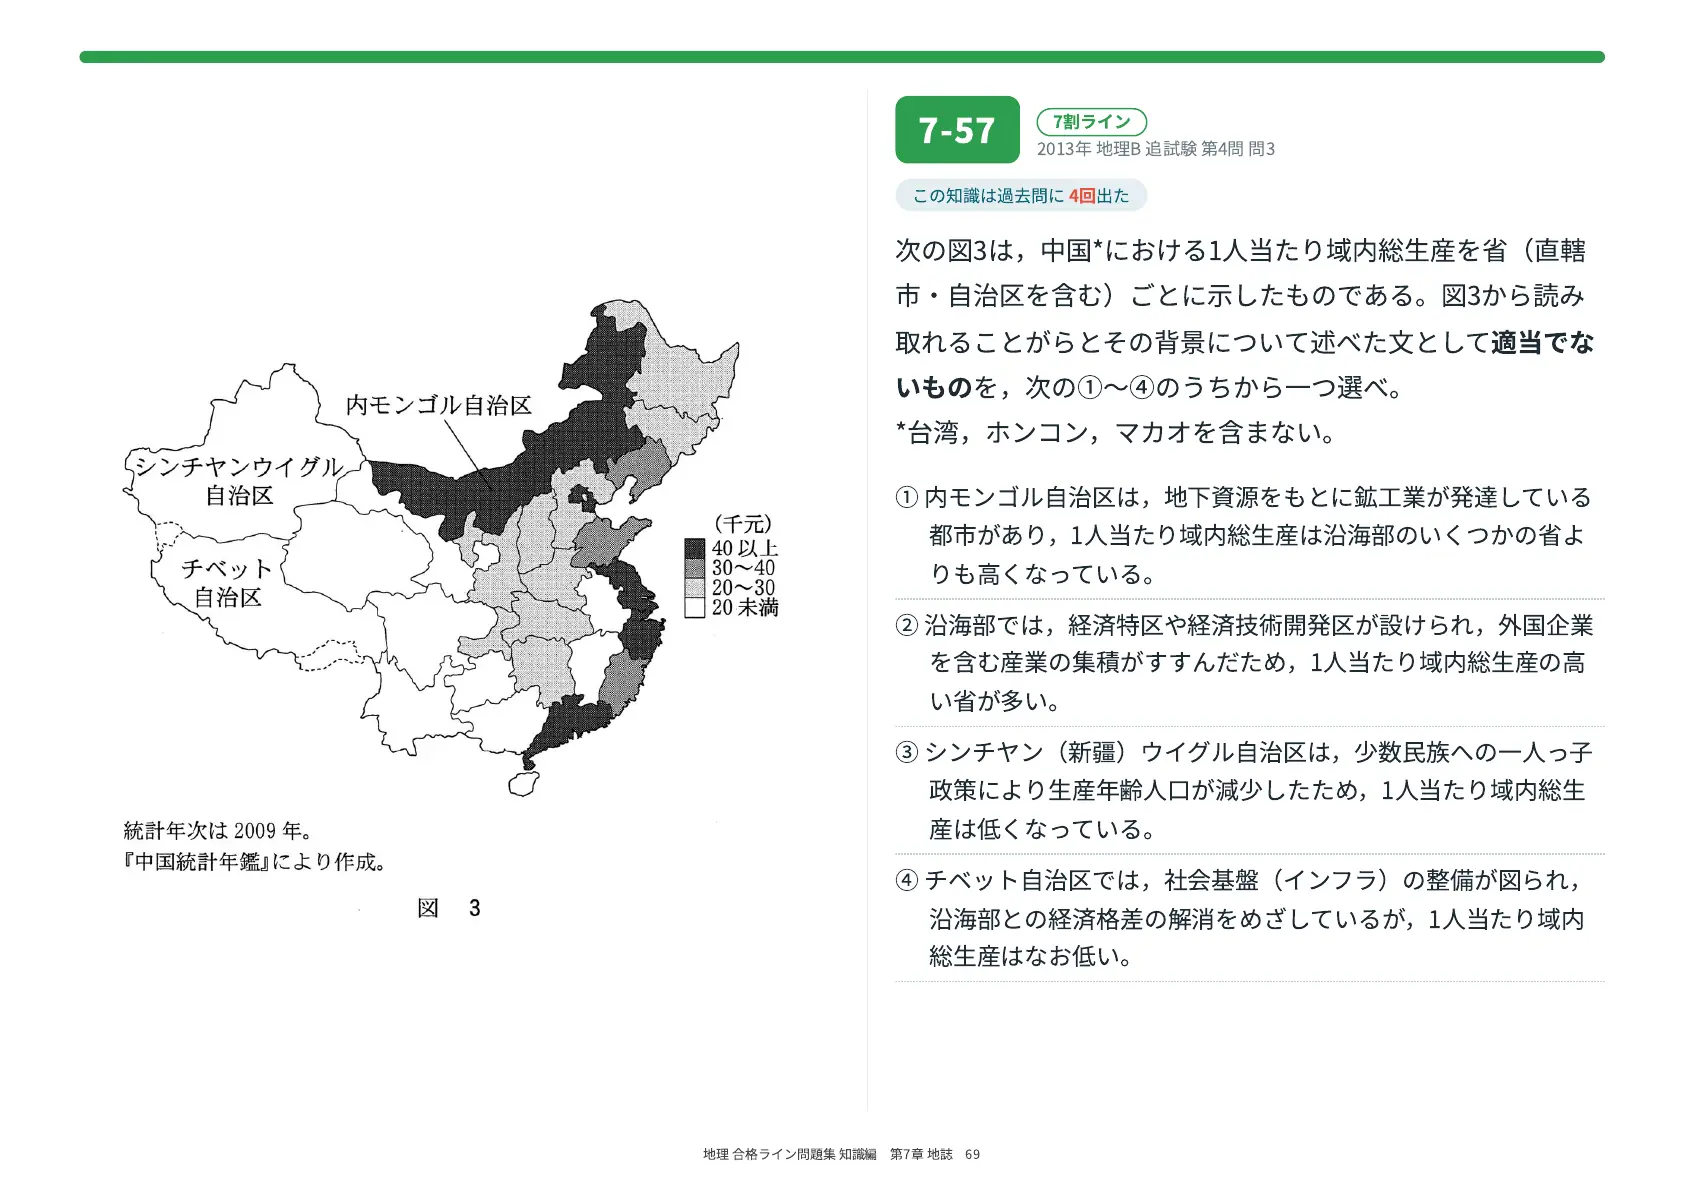 内モンゴル自治区
シンチヤンウイグル
自治区
チベット
自治区
(千元)
40 以上
30〜40
20〜30
20 未満
統計年次は 2009 年。
『中国統計年鑑』により作成。
図 3
7-57
7割ライン
2013年 地理B 追試験 第4問 問3
この知識は過去問に 4回出た
次の図3は，中国*における1人当たり域内総生産を省（直轄
市・自治区を含む）ごとに示したものである。図3から読み
取れることがらとその背景について述べた文として適当でな
いものを，次の①〜④のうちから一つ選べ。
*台湾，ホンコン，マカオを含まない。
① 内モンゴル自治区は，地下資源をもとに鉱工業が発達している
都市があり，1人当たり域内総生産は沿海部のいくつかの省よ
りも高くなっている。
② 沿海部では，経済特区や経済技術開発区が設けられ，外国企業
を含む産業の集積がすすんだため，1人当たり域内総生産の高
い省が多い。
③ シンチヤン（新疆）ウイグル自治区は，少数民族への一人っ子
政策により生産年齢人口が減少したため，1人当たり域内総生
産は低くなっている。
④ チベット自治区では，社会基盤（インフラ）の整備が図られ，
沿海部との経済格差の解消をめざしているが，1人当たり域内
総生産はなお低い。
地理 合格ライン問題集 知識編　第7章 地誌　69